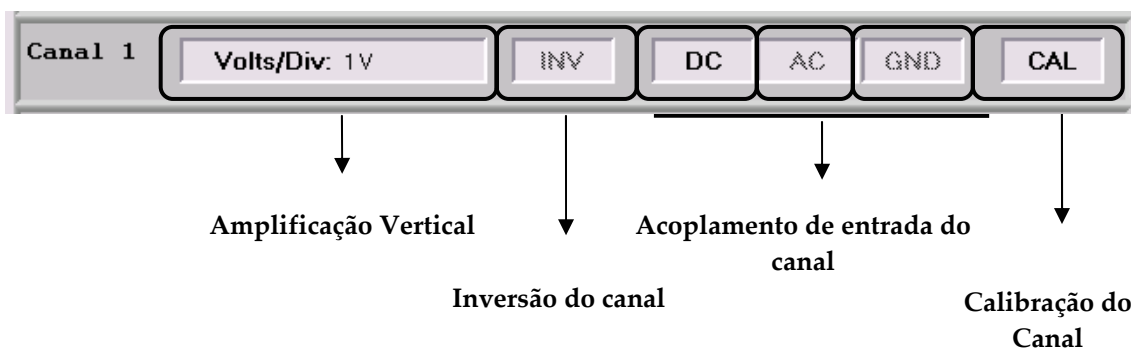 Canal 1 Volts/Div: 1V INV DC AC GND CAL
Amplificação Vertical
Acoplamento de entrada do
canal
Inversão do canal
Calibração do
Canal